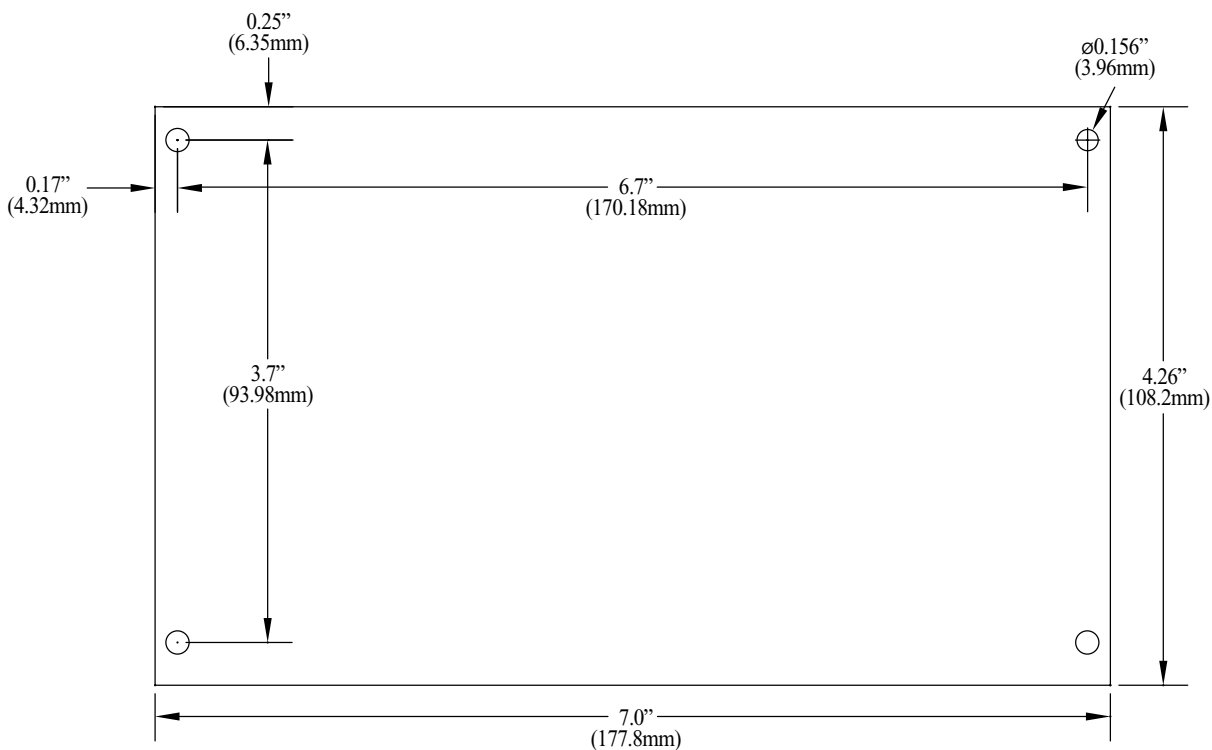 0.25”
(6.35mm)
ø0.156”
(3.96mm)
0.17”
(4.32mm)
6.7”
(170.18mm)
3.7”
(93.98mm)
4.26”
(108.2mm)
7.0”
(177.8mm)